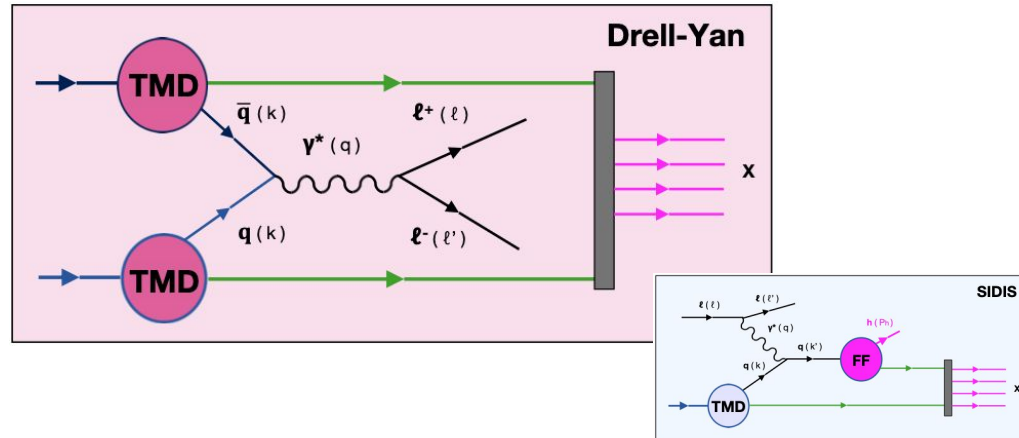 Drell-Yan
TMD
q̅ (k)
ℓ+ (ℓ)
γ* (q)
x
q (k)
ℓ- (ℓ')
TMD
SIDIS
ℓ (ℓ)
ℓ (ℓ')
γ* (q)
h (Ph)
q (k')
FF
q (k)
TMD
x